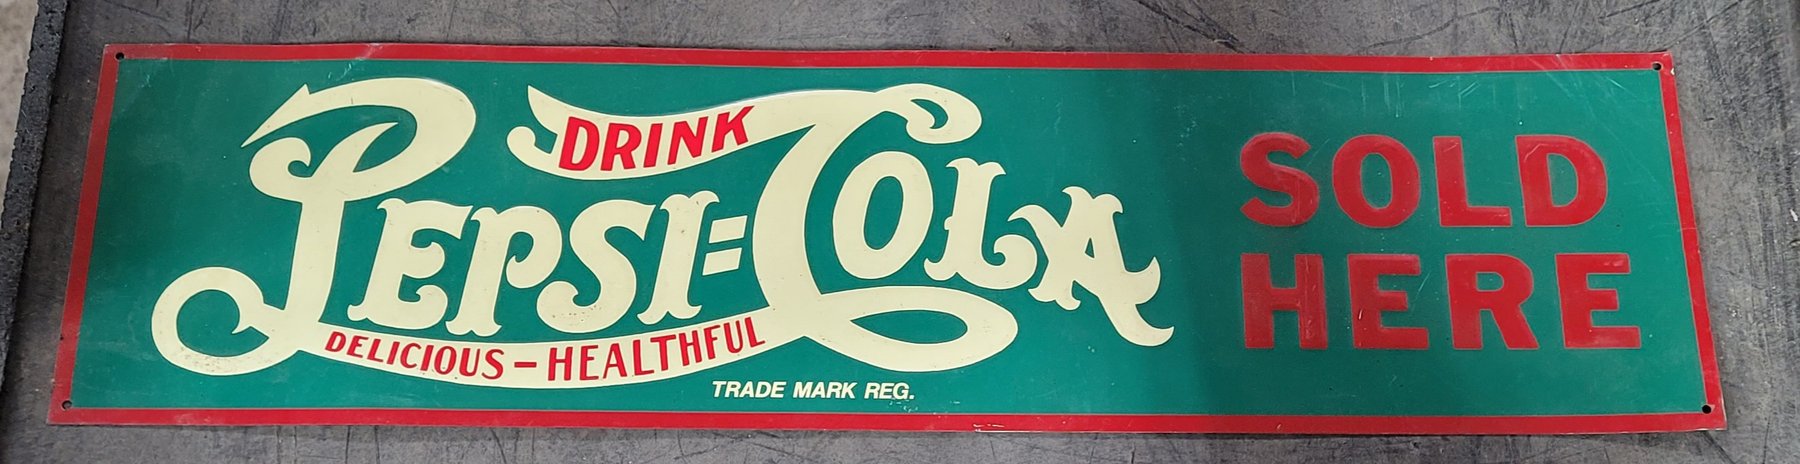 DRINK
PEPSI=COLA
DELICIOUS-HEALTHFUL
TRADE MARK REG.
SOLD
HERE